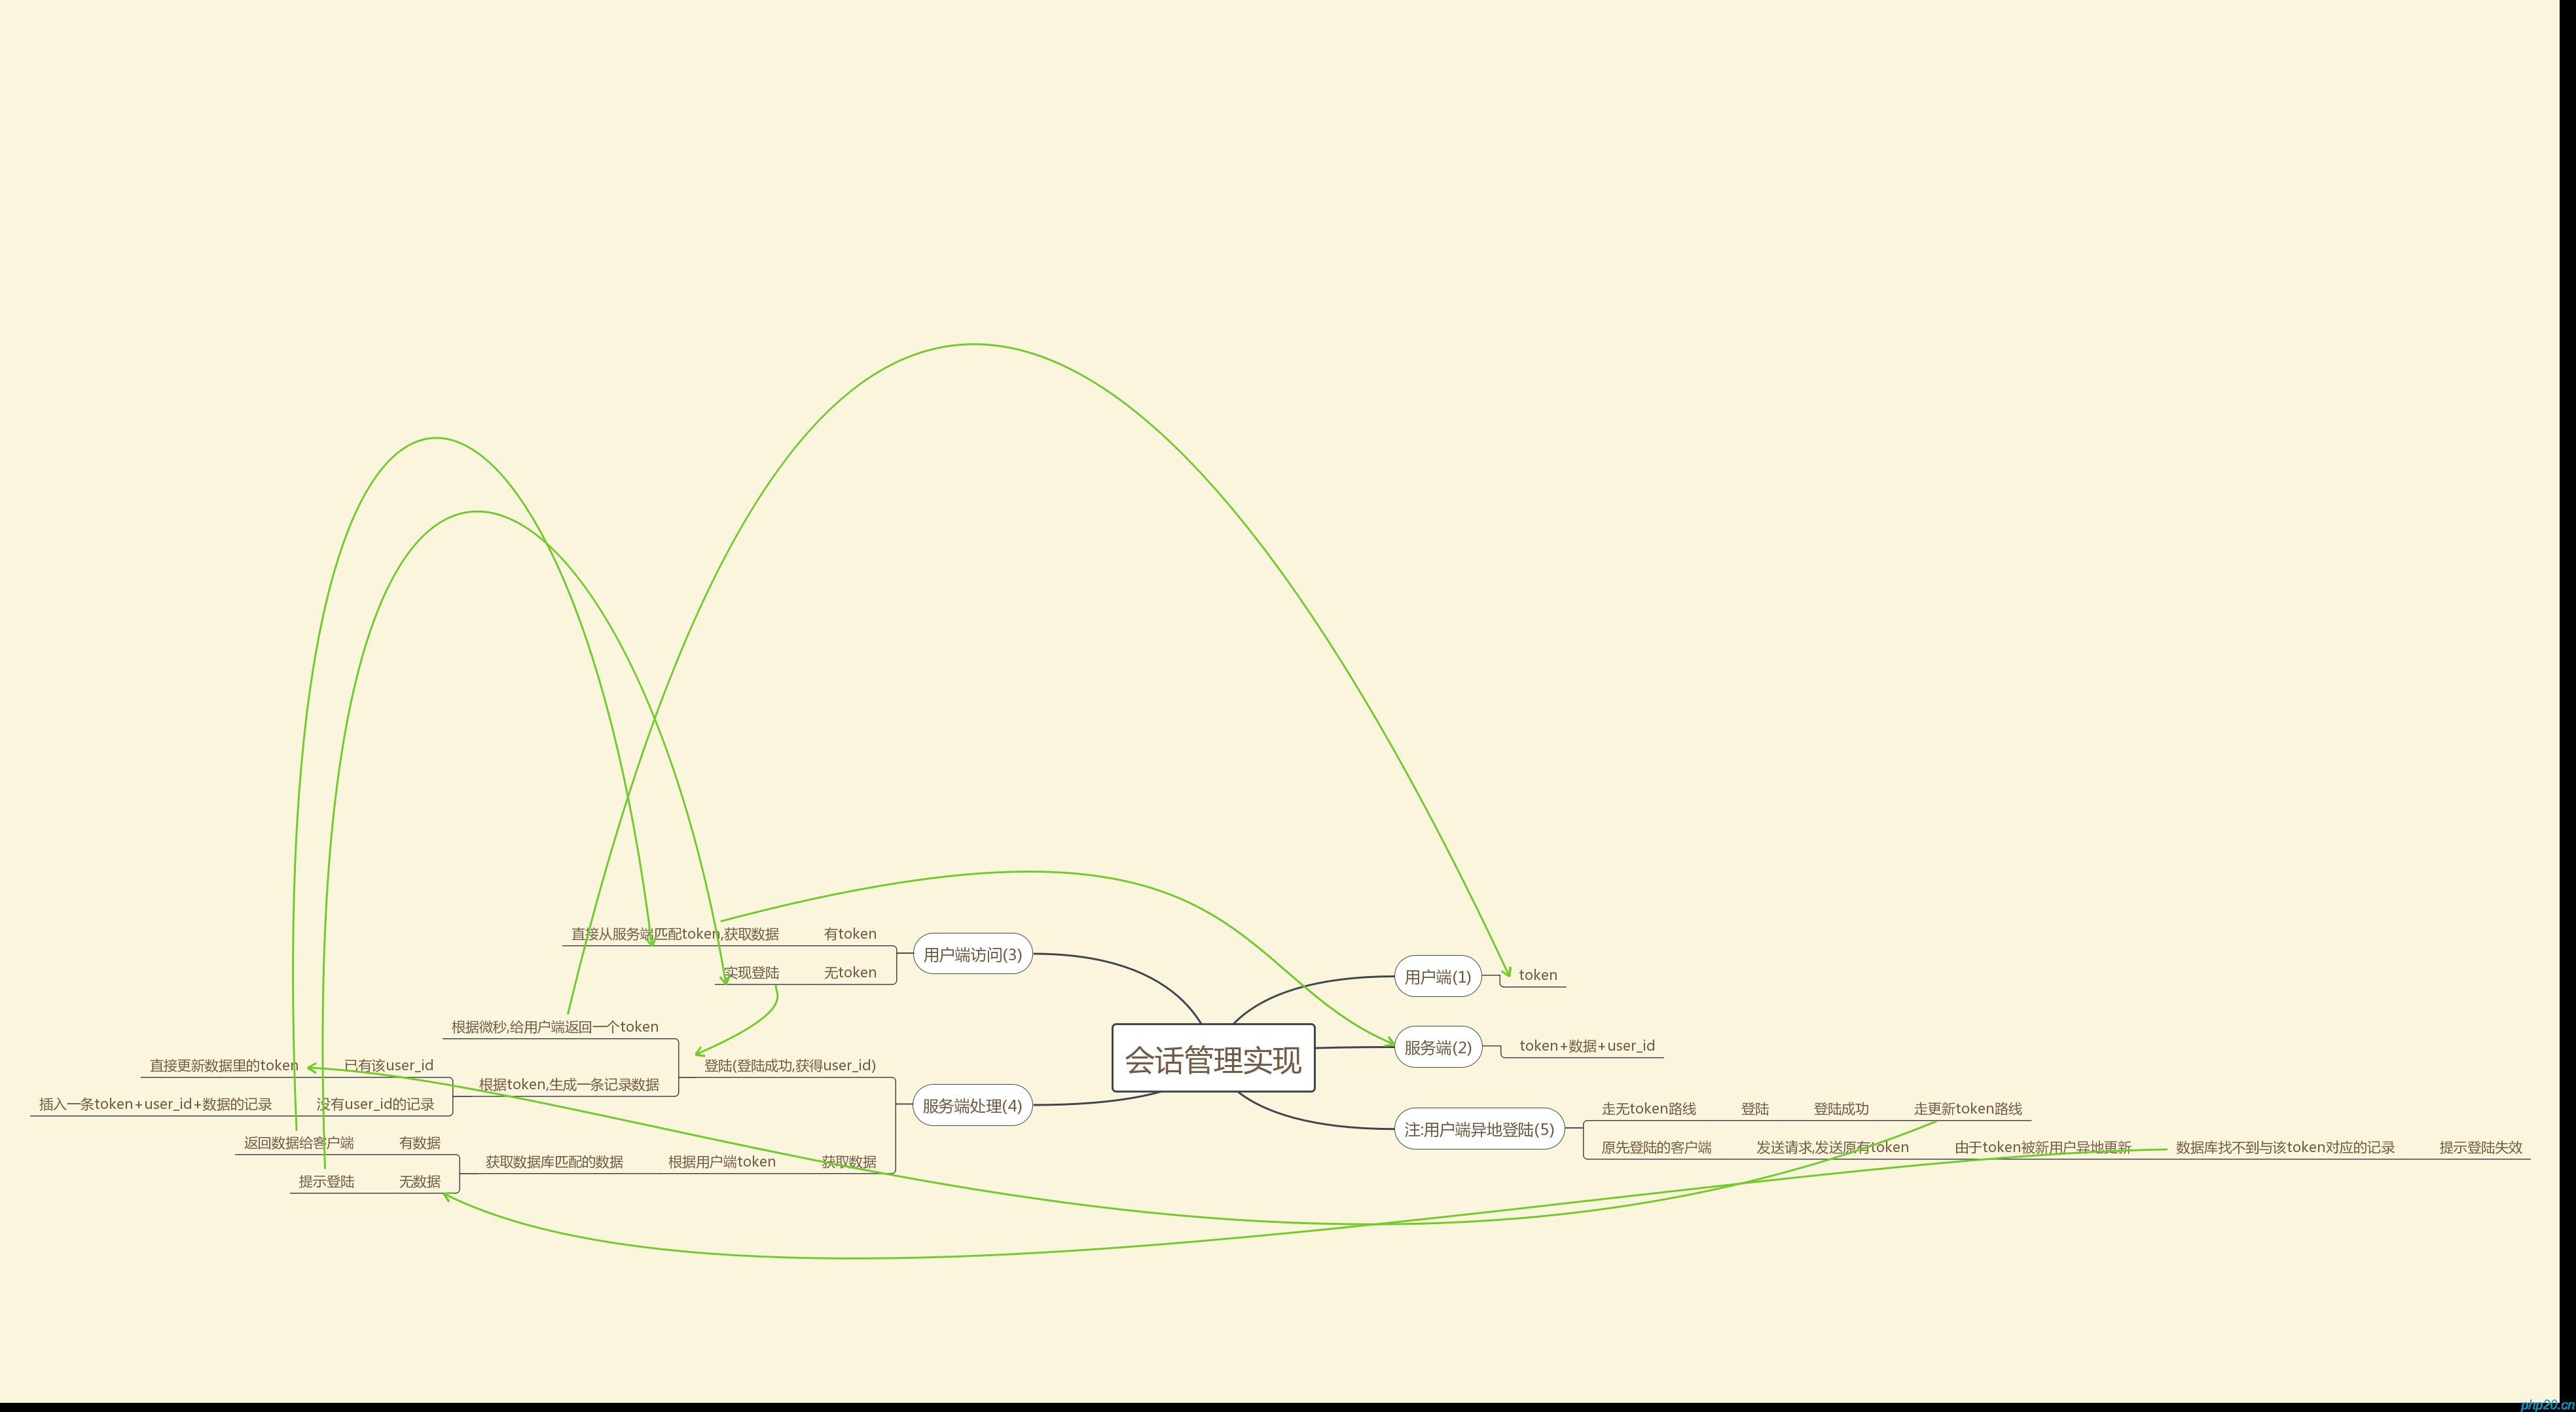 会话管理实现
用户端(1)
token
服务端(2)
token+数据+user_id
用户端访问(3)
有token
直接从服务端匹配token,获取数据
无token
实现登陆
服务端处理(4)
登陆(登陆成功,获得user_id)
根据微秒,给用户端返回一个token
根据token,生成一条记录数据
已有该user_id
直接更新数据里的token
没有user_id的记录
插入一条token+user_id+数据的记录
获取数据
根据用户端token
获取数据库匹配的数据
有数据
返回数据给客户端
无数据
提示登陆
注:用户端异地登陆(5)
走无token路线
登陆
登陆成功
走更新token路线
原先登陆的客户端
发送请求,发送原有token
由于token被新用户异地更新
数据库找不到与该token对应的记录
提示登陆失效
php20.cn